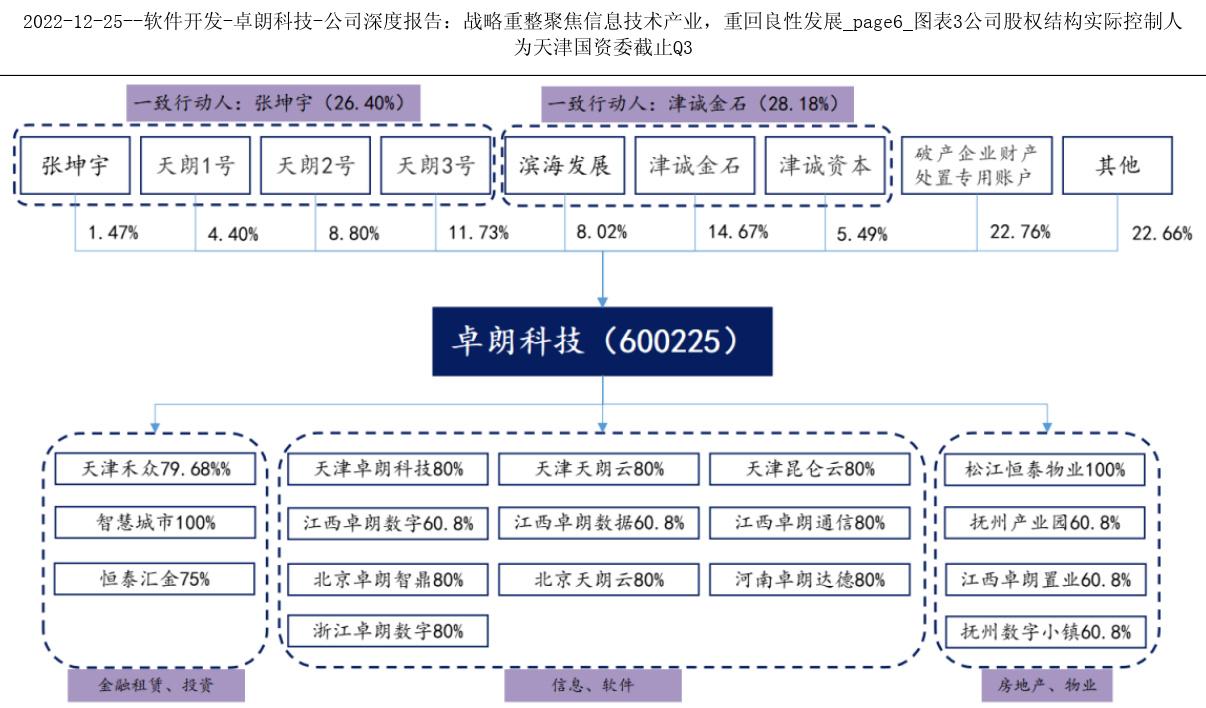 2022-12-25--软件开发-卓朗科技-公司深度报告：战略重整聚焦信息技术产业，重回良性发展_page6_图表3公司股权结构实际控制人
为天津国资委截止Q3
一致行动人：张坤宇（26.40%）
一致行动人：津诚金石（28.18%）
张坤宇
天朗1号
天朗2号
天朗3号
滨海发展
津诚金石
津诚资本
破产企业财产
处置专用账户
其他
1.47%
4.40%
8.80%
11.73%
8.02%
14.67%
5.49%
22.76%
22.66%
卓朗科技（600225）
天津禾众79.68%%
智慧城市100%
恒泰汇金75%
金融租赁、投资
天津卓朗科技80%
天津天朗云80%
天津昆仑云80%
江西卓朗数字60.8%
江西卓朗数据60.8%
江西卓朗通信80%
北京卓朗智鼎80%
北京天朗云80%
河南卓朗达德80%
浙江卓朗数字80%
信息、软件
松江恒泰物业100%
抚州产业园60.8%
江西卓朗置业60.8%
抚州数字小镇60.8%
房地产、物业